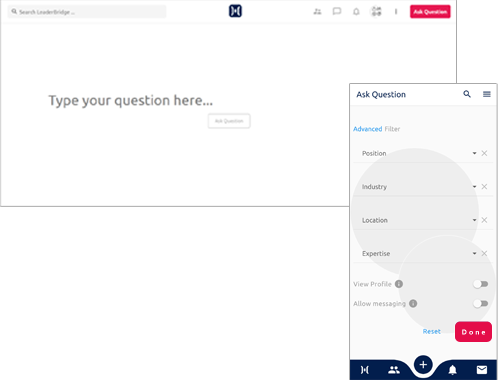 Search LeaderBridge ...
Ask Question
Type your question here...
Ask Question
Ask Question
Advanced Filter
Position
Industry
Location
Expertise
View Profile
Allow messaging
Reset
Done